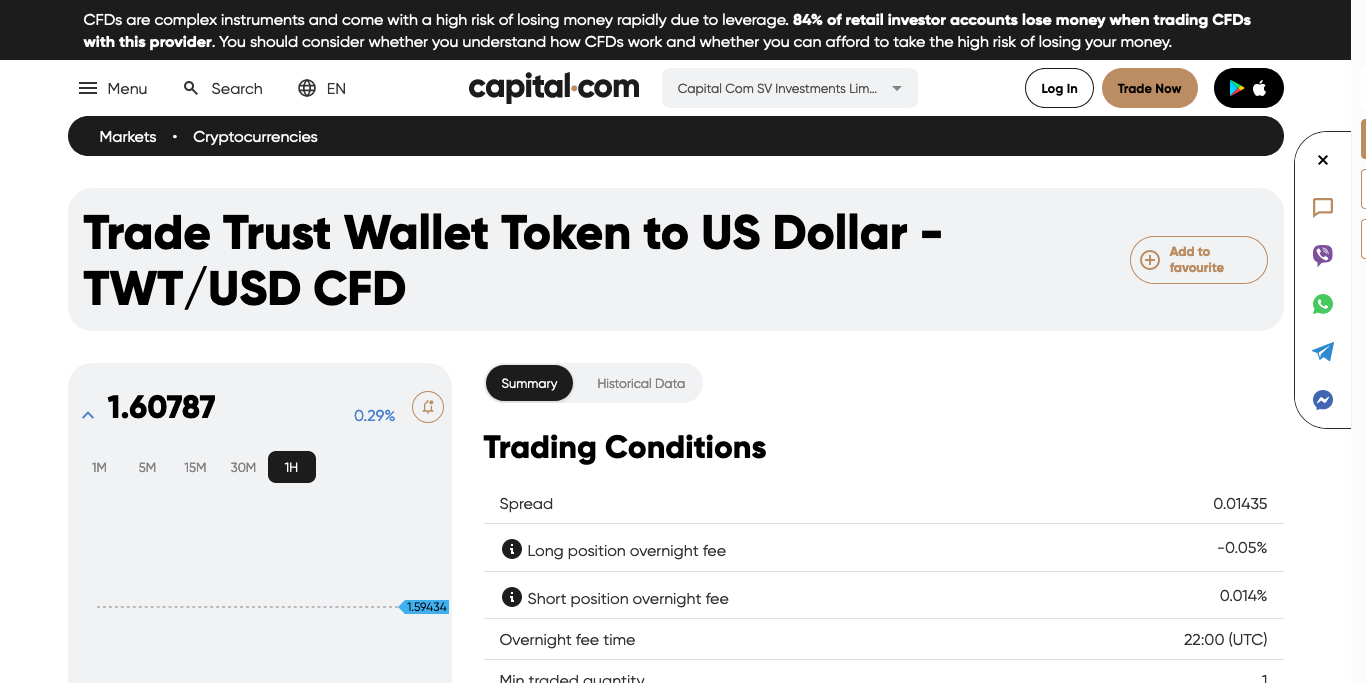 CFDs are complex instruments and come with a high risk of losing money rapidly due to leverage. 84% of retail investor accounts lose money when trading CFDs
with this provider. You should consider whether you understand how CFDs work and whether you can afford to take the high risk of losing your money.
Menu Search EN capital.com Capital Com SV Investments Lim... Log In Trade Now
Markets • Cryptocurrencies
Trade Trust Wallet Token to US Dollar -
TWT/USD CFD
Add to
favourite
1.60787 0.29%
1M 5M 15M 30M 1H
1.59434
Summary Historical Data
Trading Conditions
Spread 0.01435
Long position overnight fee -0.05%
Short position overnight fee 0.014%
Overnight fee time 22:00 (UTC)
Min traded quantity 1